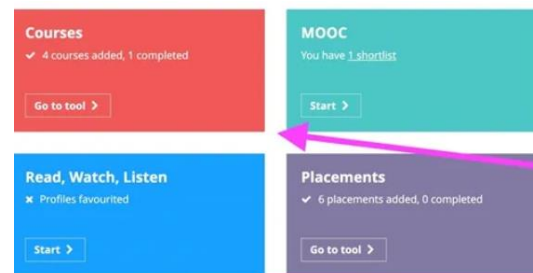 Courses
✓ 4 courses added, 1 completed
Go to tool >
MOOC
You have 1 shortlist
Start >
Read, Watch, Listen
✖ Profiles favourited
Start >
Placements
✓ 6 placements added, 0 completed
Go to tool >